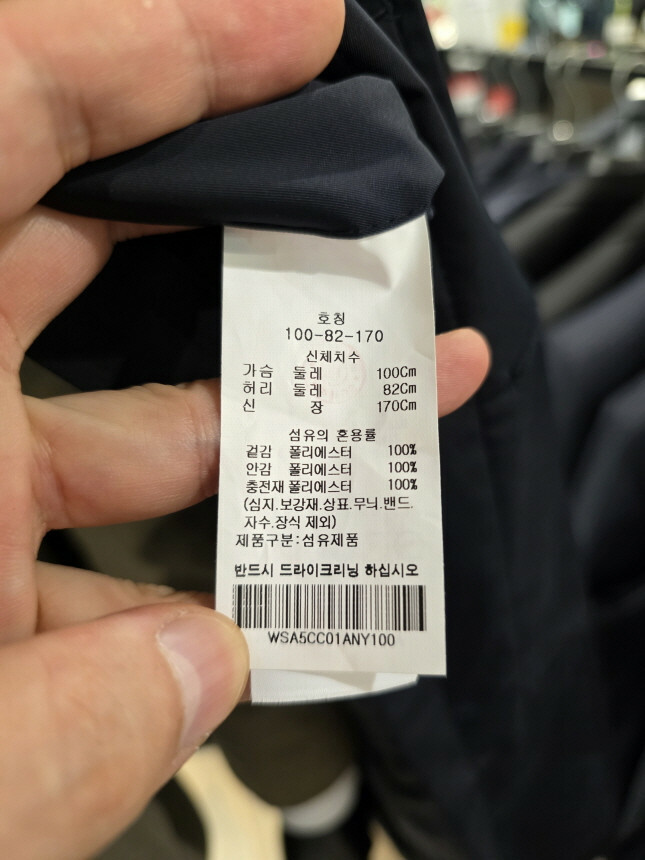 호칭
100-82-170
신체치수
가슴 둘레 100Cm
허리 둘레 82Cm
신 장 170Cm
섬유의 혼용률
겉감 폴리에스터 100%
안감 폴리에스터 100%
충전재 폴리에스터 100%
(심지.보강재.상표.무늬.밴드.
자수.장식 제외)
제품구분:섬유제품
반드시 드라이크리닝 하십시오
WSA5CC01ANY100